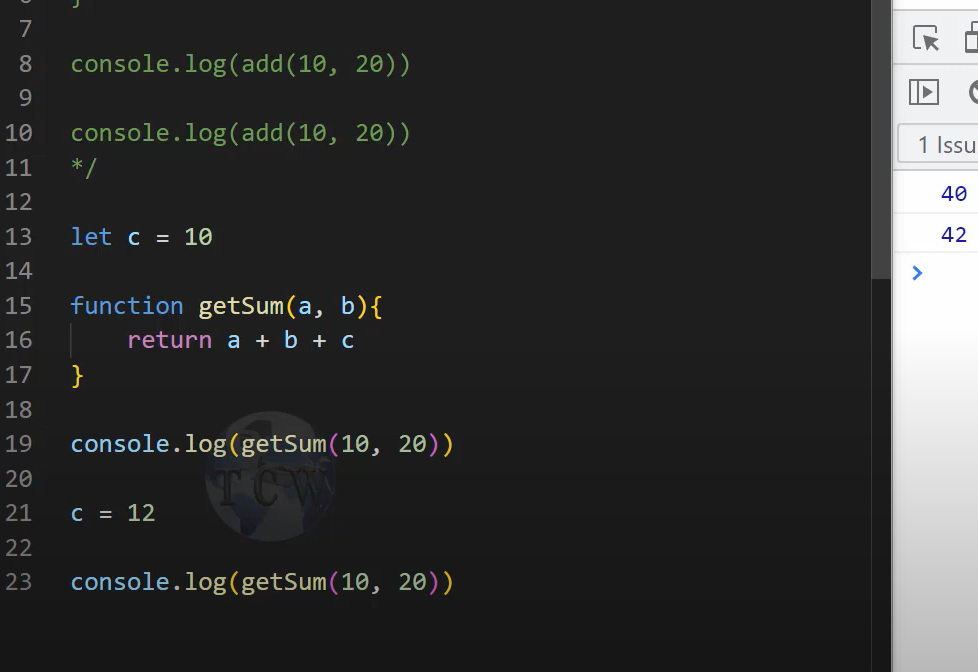 }
7
8 console.log(add(10, 20))
9
10 console.log(add(10, 20))
11 */
12
13 let c = 10
14
15 function getSum(a, b){
16 return a + b + c
17 }
18
19 console.log(getSum(10, 20))
20
21 c = 12
22
23 console.log(getSum(10, 20))
TCW
1 Issu
40
42
>